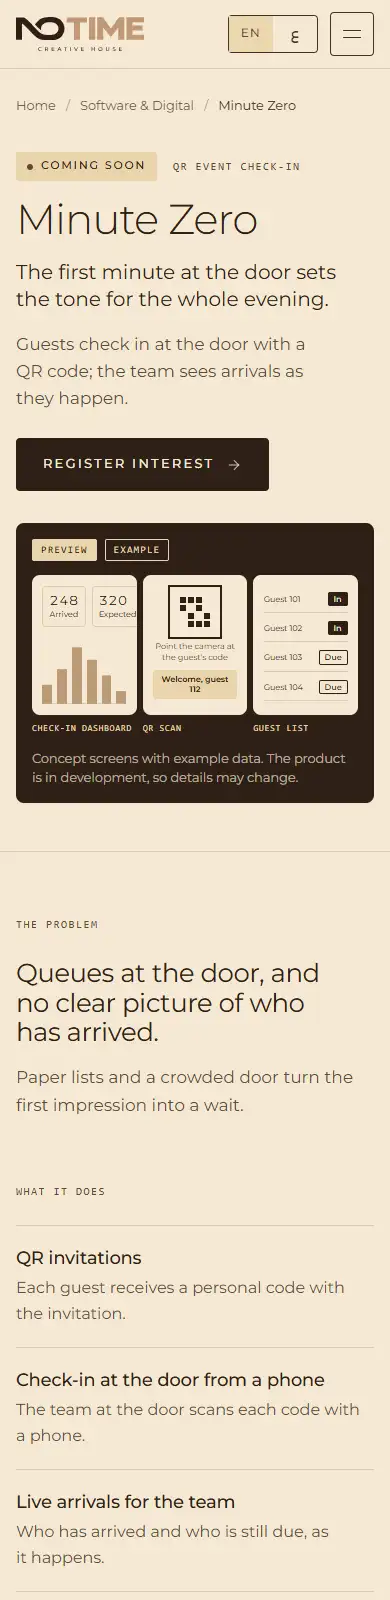 NOTIME
CREATIVE HOUSE
EN ع
Home / Software & Digital / Minute Zero
COMING SOON
QR EVENT CHECK-IN
Minute Zero
The first minute at the door sets
the tone for the whole evening.
Guests check in at the door with a
QR code; the team sees arrivals as
they happen.
REGISTER INTEREST →
PREVIEW EXAMPLE
248 320
Arrived Expected
CHECK-IN DASHBOARD
Point the camera at
the guest's code
Welcome, guest
112
QR SCAN
Guest 101 In
Guest 102 In
Guest 103 Due
Guest 104 Due
GUEST LIST
Concept screens with example data. The product
is in development, so details may change.
THE PROBLEM
Queues at the door, and
no clear picture of who
has arrived.
Paper lists and a crowded door turn the
first impression into a wait.
WHAT IT DOES
QR invitations
Each guest receives a personal code with
the invitation.
Check-in at the door from a phone
The team at the door scans each code with
a phone.
Live arrivals for the team
Who has arrived and who is still due, as
it happens.